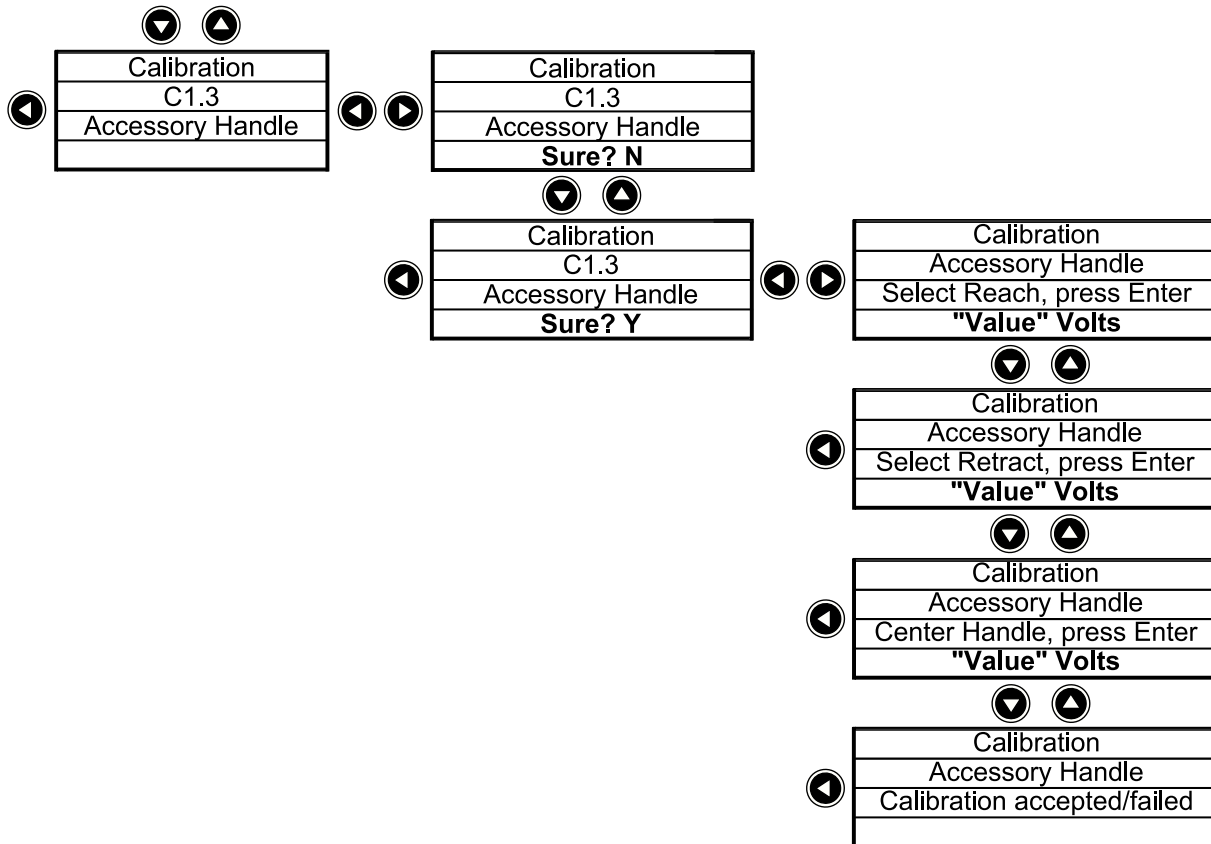 Calibration
C1.3
Accessory Handle
Calibration
C1.3
Accessory Handle
Sure? N
Calibration
C1.3
Accessory Handle
Sure? Y
Calibration
Accessory Handle
Select Reach, press Enter
"Value" Volts
Calibration
Accessory Handle
Select Retract, press Enter
"Value" Volts
Calibration
Accessory Handle
Center Handle, press Enter
"Value" Volts
Calibration
Accessory Handle
Calibration accepted/failed